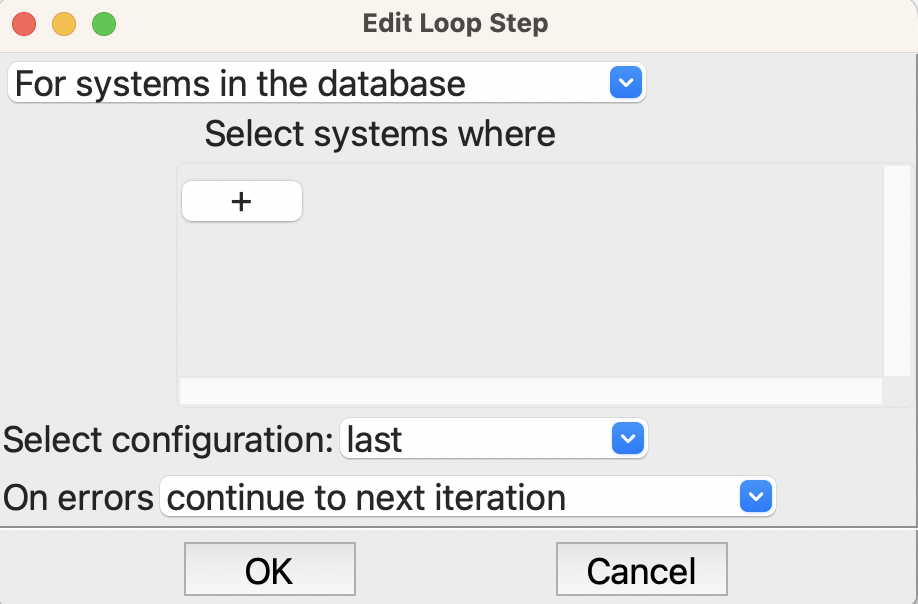 Edit Loop Step
For systems in the database
Select systems where
+
Select configuration: last
On errors continue to next iteration
OK Cancel